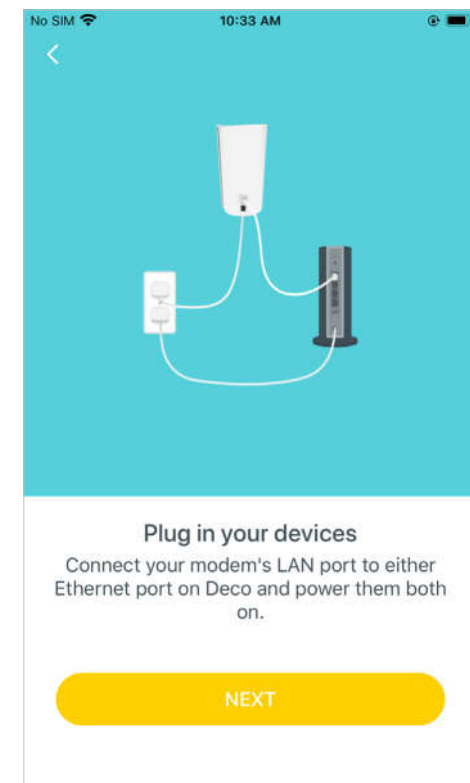 No SIM 10:33 AM
Plug in your devices
Connect your modem's LAN port to either
Ethernet port on Deco and power them both
on.
NEXT